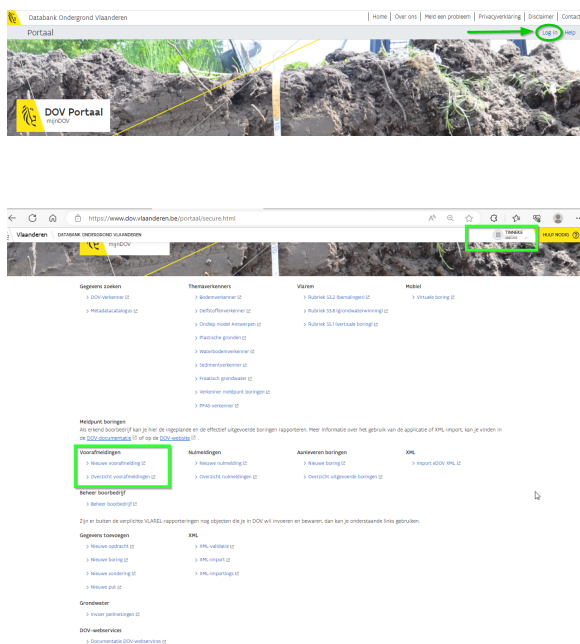 Databank Ondergrond Vlaanderen
Home | Over ons | Meld een probleem | Privacyverklaring | Disclaimer | Contact
Portaal
Log in Help
DOV Portaal
mijnDOV
https://www.dov.vlaanderen.be/portaal/secure.html
Vlaanderen DATABANK ONDERGROND VLAANDEREN
TINNEKE
HULP NODIG
mijnDOV
Gegevens zoeken Themaverkenners Vlarem Mobiel
> DOV-Verkenner > Bodemverkenner > Rubriek 53.2 (bemalingen) > Virtuele boring
> Metadatacatalogus > Delfstoffenverkenner > Rubriek 53.8 (grondwaterwinning)
> Ondiep model Antwerpen > Rubriek 55.1 (verticale boring)
> Plastische gronden
> Waterbodemverkenner
> Sedimentverkenner
> Freatisch grondwater
> Verkenner meldpunt boringen
> PFAS-verkenner
Meldpunt boringen
Als erkend boorbedrijf kan je hier de ingeplande en de effectief uitgevoerde boringen rapporteren. Meer informatie over het gebruik van de applicatie of XML-import, kan je vinden in
de DOV-documentatie of op de DOV-website .
Voorafmeldingen Nulmeldingen Aanleveren boringen XML
> Nieuwe voorafmelding > Nieuwe nulmelding > Nieuwe boring > Import eDOV XML
> Overzicht voorafmeldingen > Overzicht nulmeldingen > Overzicht uitgevoerde boringen
Beheer boorbedrijf
> Beheer boorbedrijf
Zijn er buiten de verplichte VLAREL-rapporteringen nog objecten die je in DOV wil invoeren en bewaren, dan kan je onderstaande links gebruiken.
Gegevens toevoegen XML
> Nieuwe opdracht > XML-validatie
> Nieuwe boring > XML-import
> Nieuwe sondering > XML-importlogs
> Nieuwe put
Grondwater
> Invoer peilmetingen
DOV-webservices
> Documentatie DOV-webservices